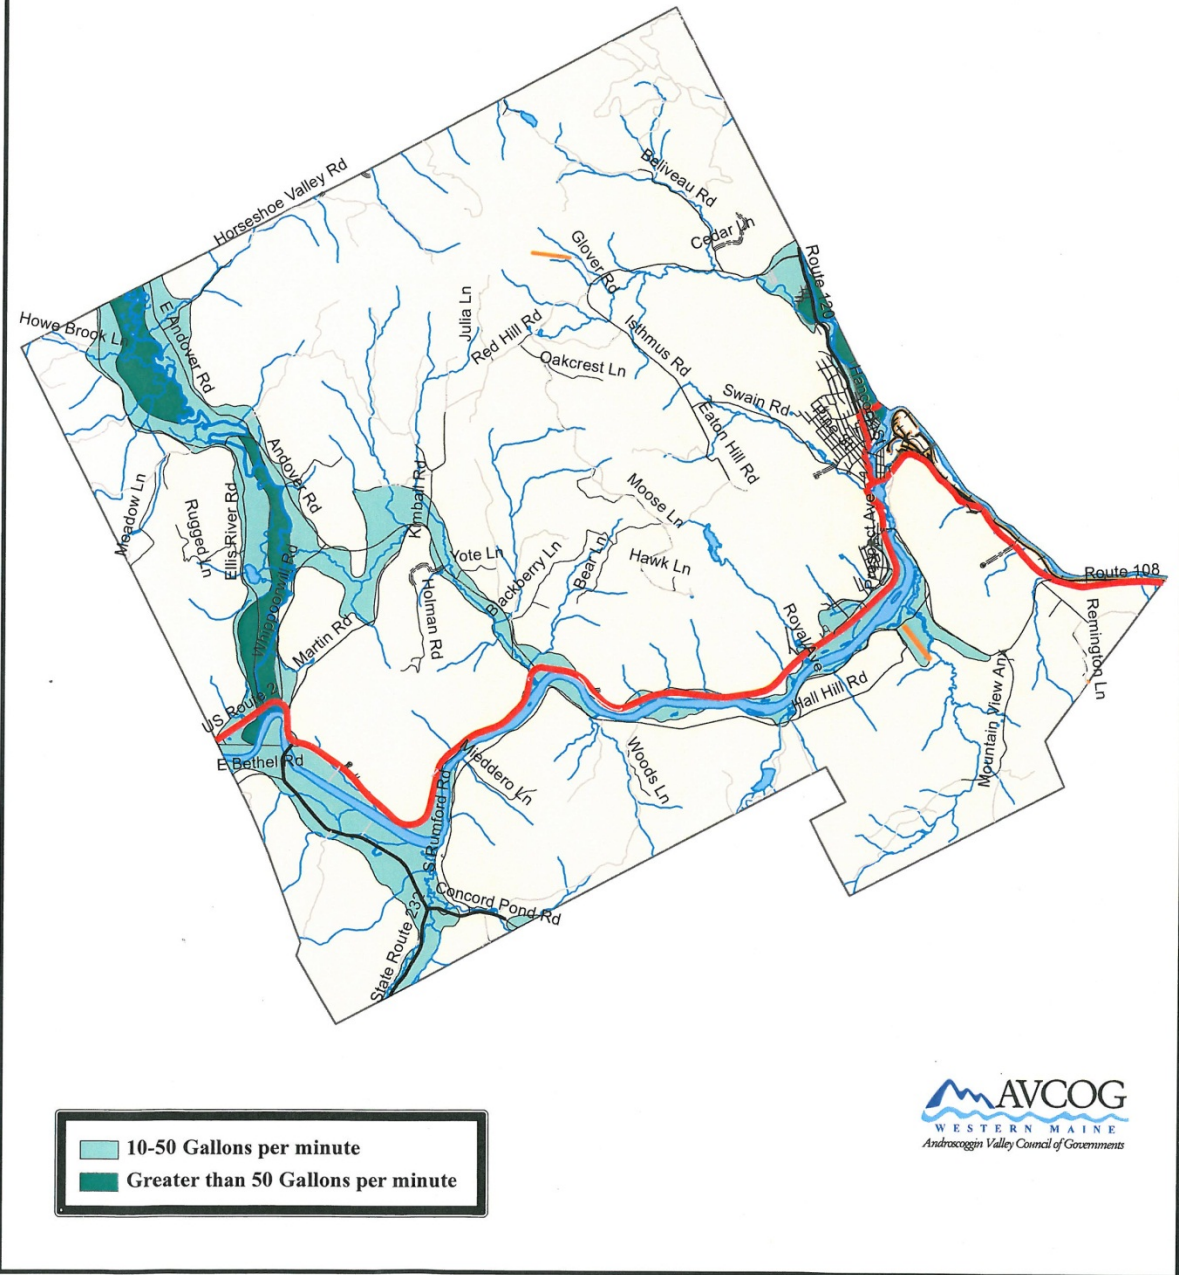 Beliveau Rd
Horseshoe Valley Rd
Cedar Ln
Glover Rd
Route 120
Howe Brook Ln
E Andover Rd
Julia Ln
Red Hill Rd
Isthmus Rd
Oakcrest Ln
Swain Rd
Pine St
Eaton Hill Rd
Andover Rd
Meadow Ln
Rugged Ln
Ellis River Rd
Kimball Rd
Moose Ln
Prospect Ave
Whippoorwill Rd
Yote Ln
Blackberry Ln
Bear Ln
Hawk Ln
Route 108
Holman Rd
Martin Rd
Royal Ave
Remington Ln
US Route 2
Hall Hill Rd
Mountain View Anx
E Bethel Rd
Mieddero Ln
Woods Ln
S Rumford Rd
Concord Pond Rd
State Route 232
AVCOG
WESTERN MAINE
Androscoggin Valley Council of Governments
10-50 Gallons per minute
Greater than 50 Gallons per minute